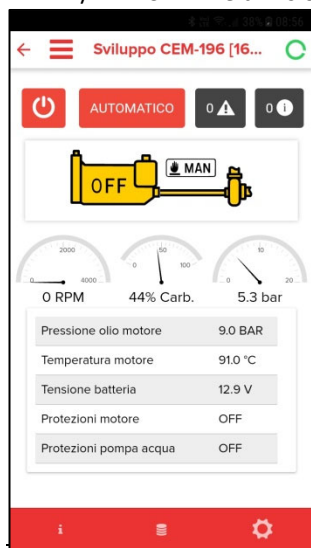 38% 08:56
Sviluppo CEM-196 [16...
AUTOMATICO
0
0
MAN
OFF
2000
0
4000
50
0
100
10
0
20
0 RPM
44% Carb.
5.3 bar
Pressione olio motore 9.0 BAR
Temperatura motore 91.0 °C
Tensione batteria 12.9 V
Protezioni motore OFF
Protezioni pompa acqua OFF